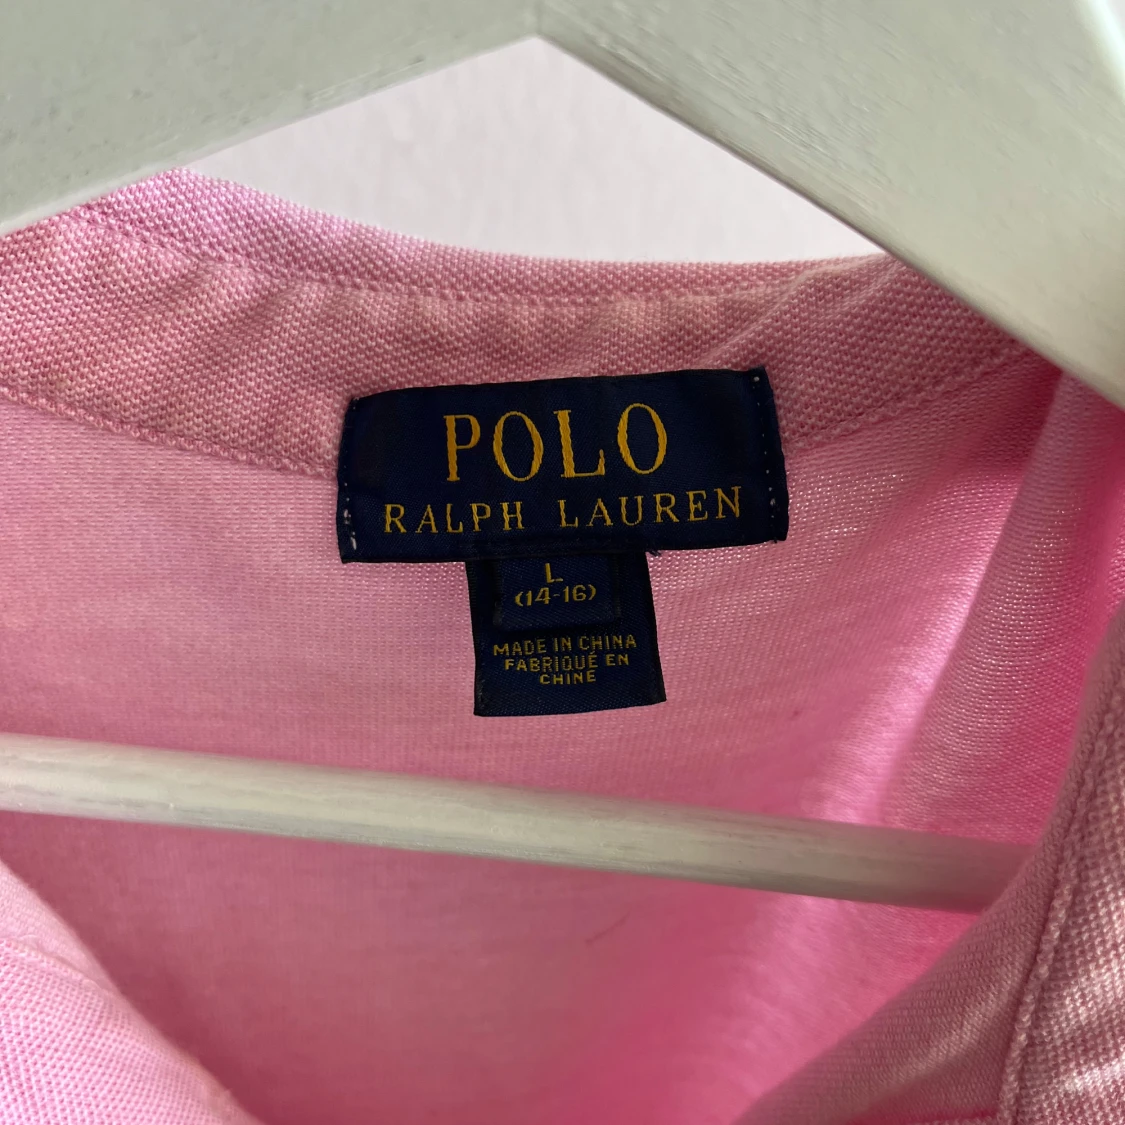 POLO
RALPH LAUREN
L
(14-16)
MADE IN CHINA
FABRIQUÉ EN
CHINE